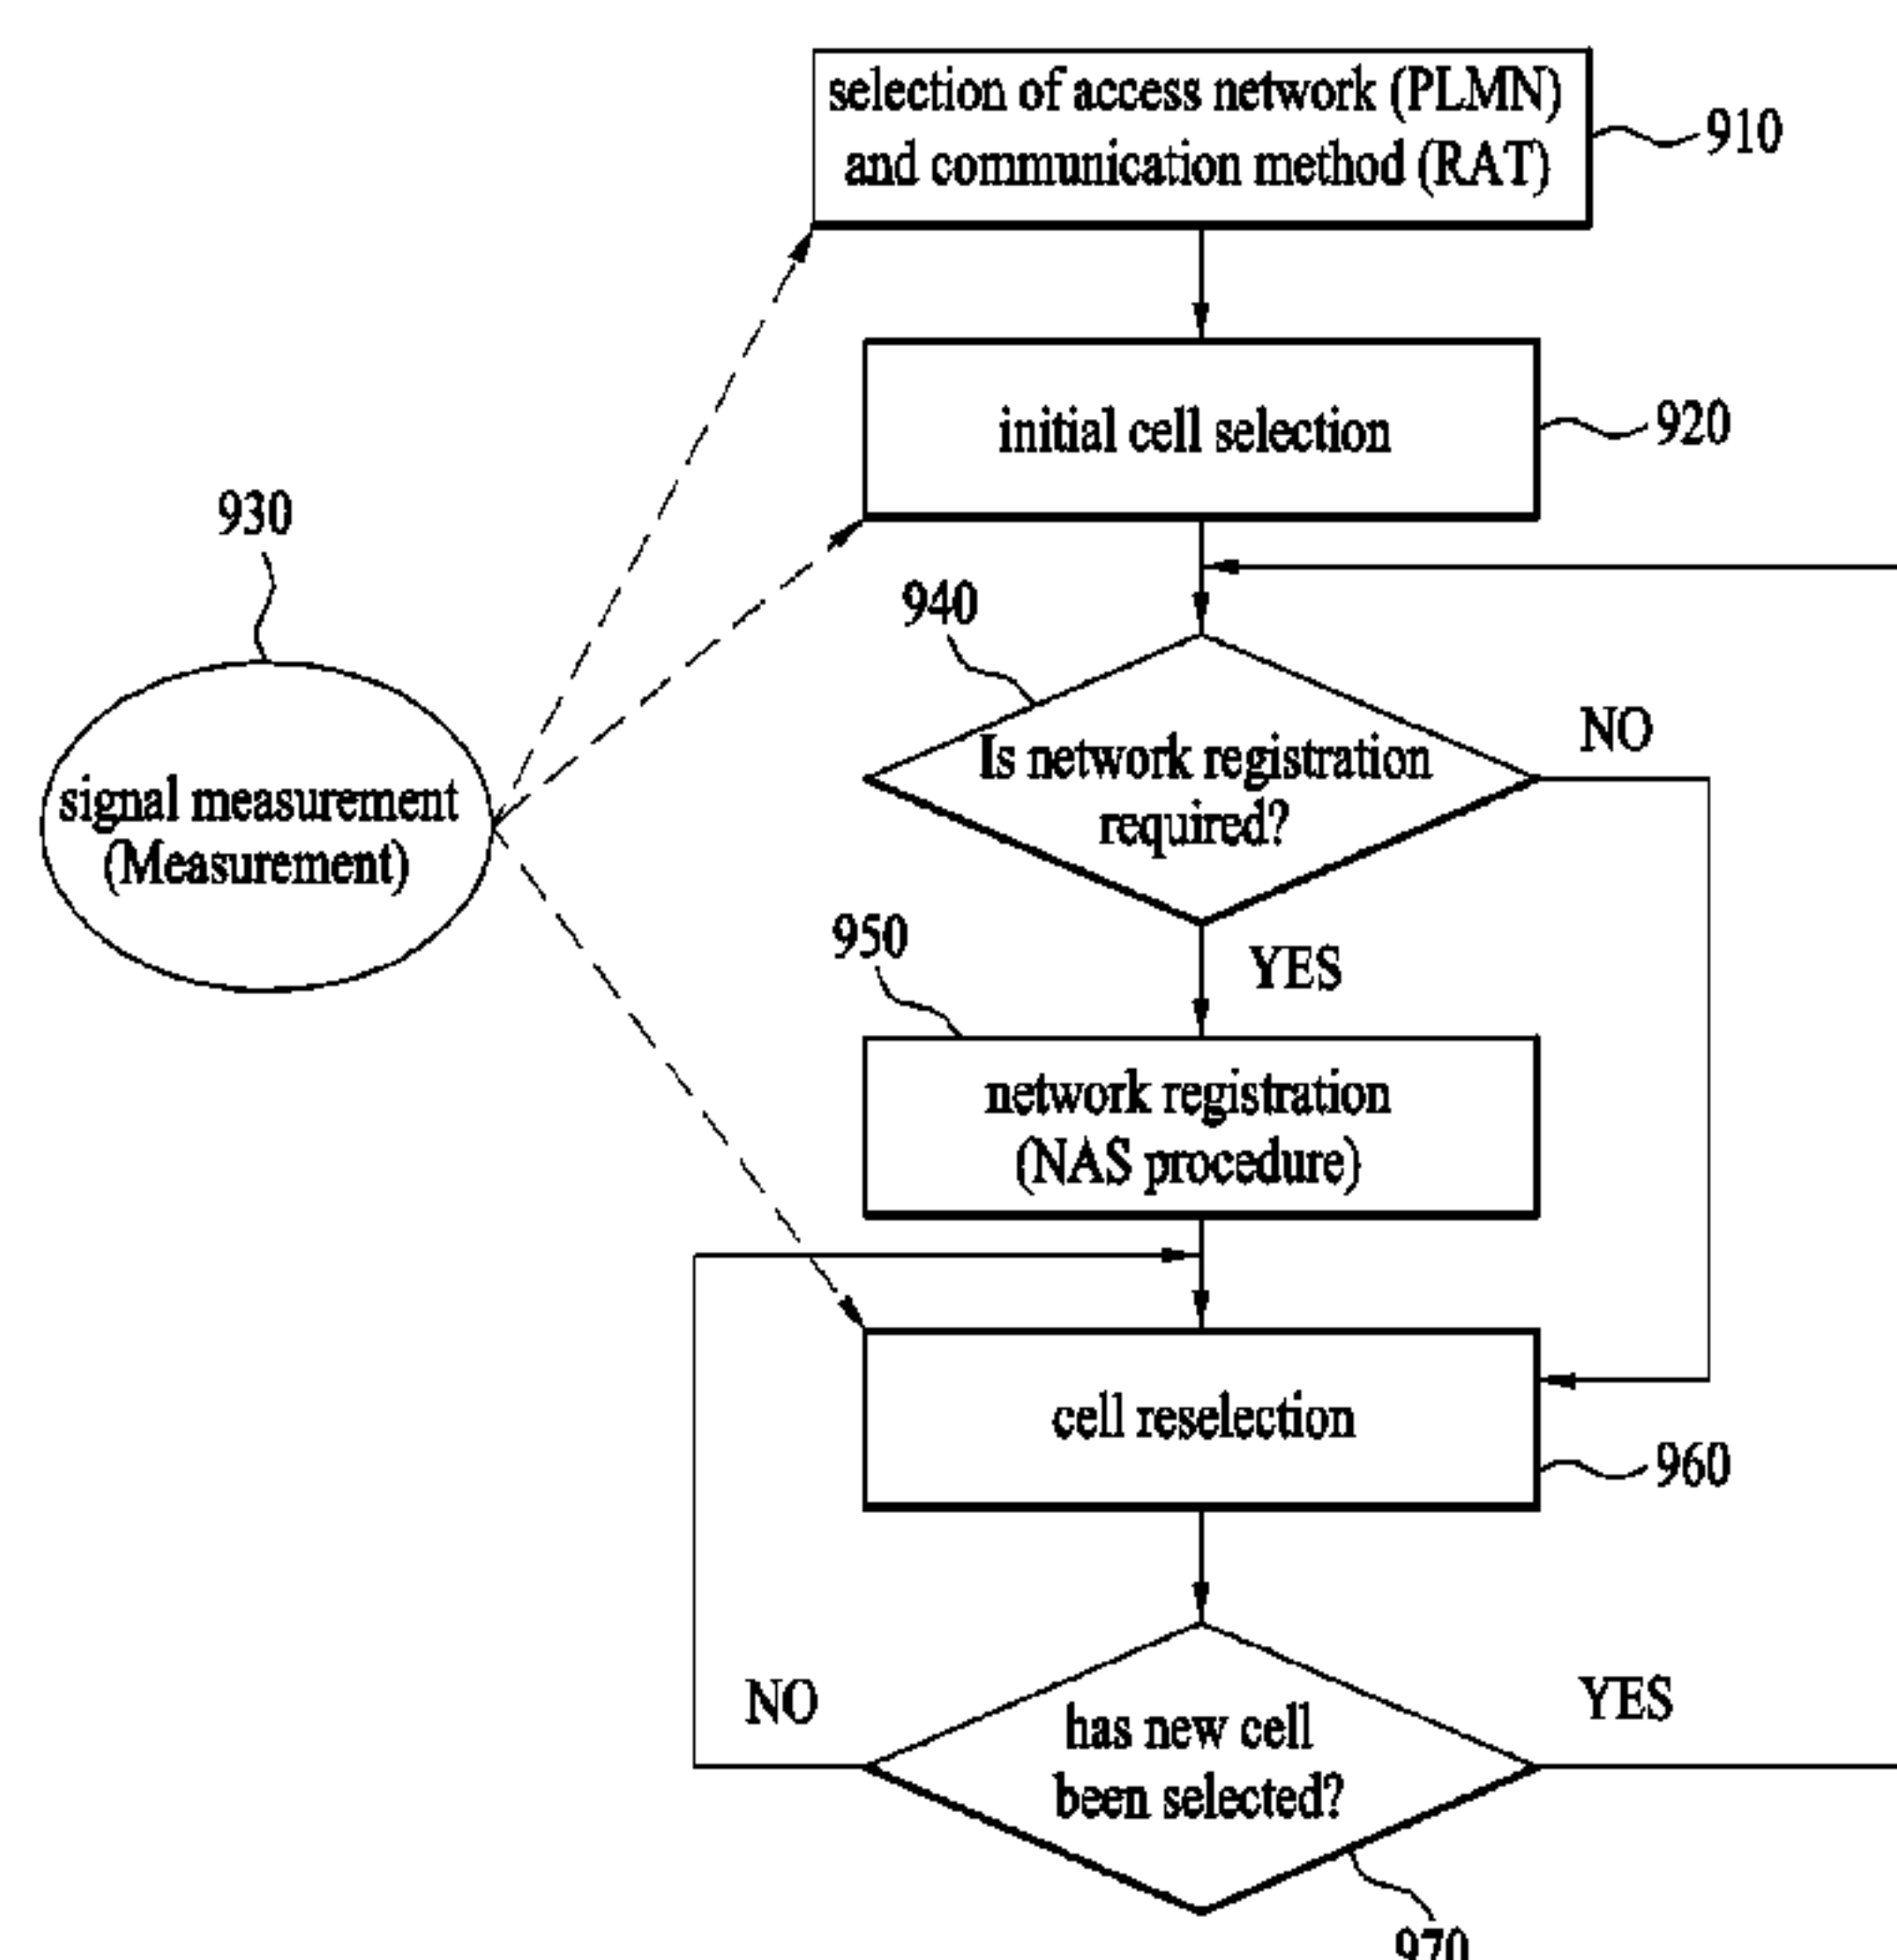 selection of access network (PLMN)
and communication method (RAT)
910
initial cell selection
920
930
signal measurement
(Measurement)
940
Is network registration
required?
NO
YES
950
network registration
(NAS procedure)
cell reselection
960
NO
has new cell
been selected?
YES
970